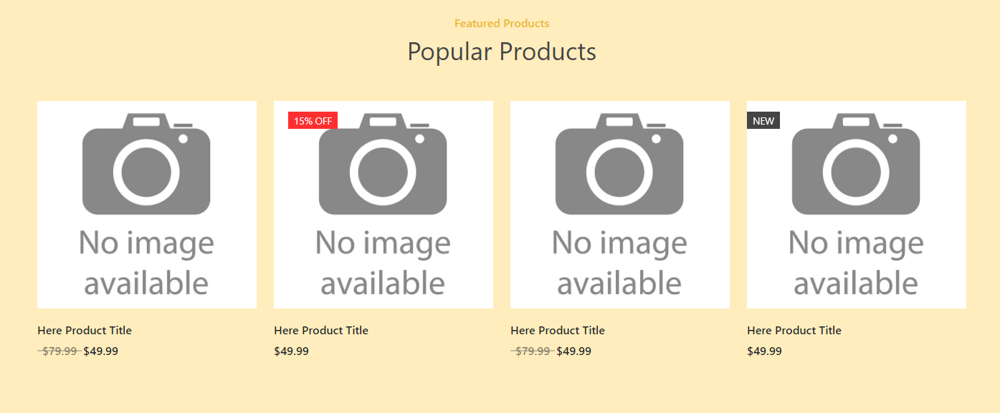 Featured Products
Popular Products
No image
available
Here Product Title
$79.99 $49.99
15% OFF
No image
available
Here Product Title
$49.99
No image
available
Here Product Title
$79.99 $49.99
NEW
No image
available
Here Product Title
$49.99